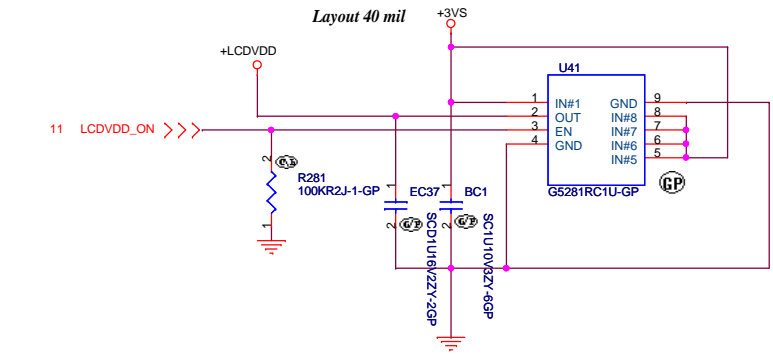 Layout 40 mil
+3VS
+LCDVDD
U41
1 IN#1 GND 9
2 OUT IN#8 8
3 EN IN#7 7
4 GND IN#6 6
IN#5 5
11 LCDVDD_ON
2
R281
100KR2J-1-GP
1
1 EC37
2 G/P
SCD1U16V2ZY-2GP
1 BC1
2 G/P
SC1U10V3ZY-6GP
G5281RC1U-GP
GP